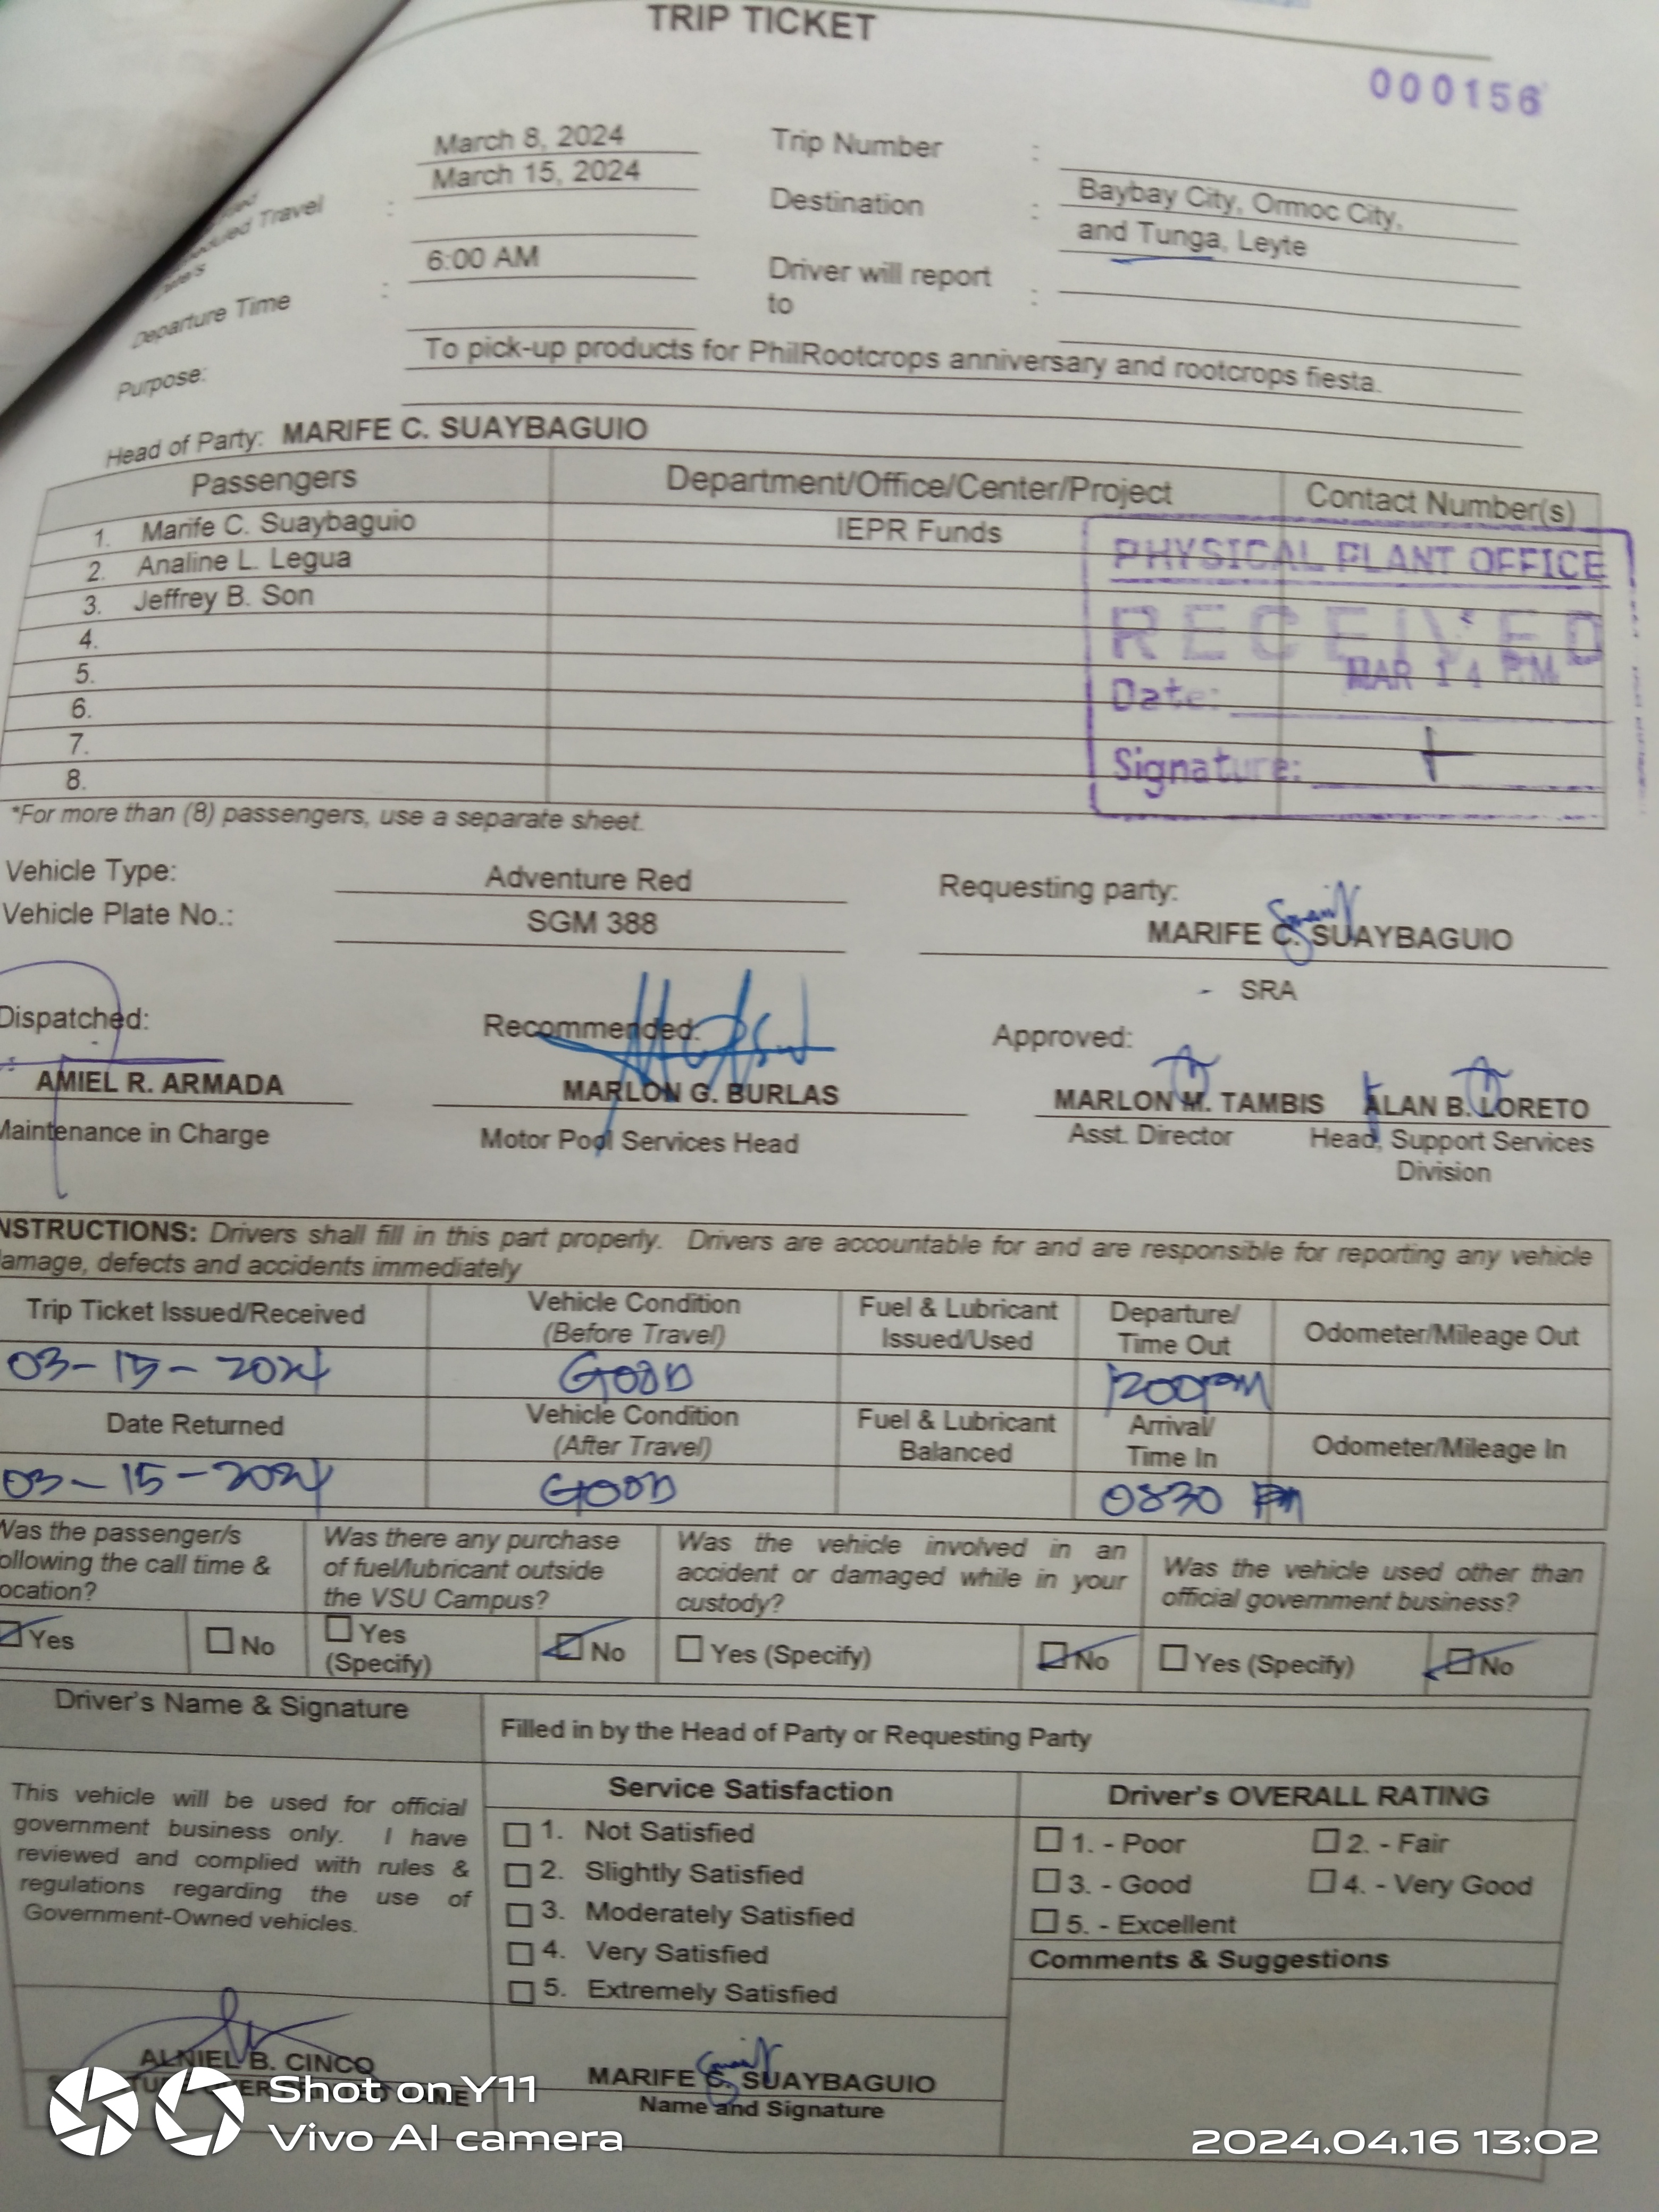 TRIP TICKET
000156
March 8, 2024
Trip Number :
March 15, 2024
Travel :
Destination : Baybay City, Ormoc City,
and Tunga, Leyte
Departure Time : 6:00 AM
Driver will report
to :
Purpose: To pick-up products for PhilRootcrops anniversary and rootcrops fiesta.
Head of Party: MARIFE C. SUAYBAGUIO
Passengers Department/Office/Center/Project Contact Number(s)
1. Marife C. Suaybaguio IEPR Funds
2. Analine L. Legua
3. Jeffrey B. Son
4.
5.
6.
7.
8.
PHYSICAL PLANT OFFICE
RECEIVED
MAR 14 P.M.
Date:
Signature:
*For more than (8) passengers, use a separate sheet.
Vehicle Type: Adventure Red
Vehicle Plate No.: SGM 388
Requesting party:
MARIFE C. SUAYBAGUIO
- SRA
Dispatched: Recommended: Approved:
AMIEL R. ARMADA MARLON G. BURLAS MARLON M. TAMBIS ALAN B. LORETO
Maintenance in Charge Motor Pool Services Head Asst. Director Head, Support Services
Division
NSTRUCTIONS: Drivers shall fill in this part properly. Drivers are accountable for and are responsible for reporting any vehicle
amage, defects and accidents immediately
Trip Ticket Issued/Received Vehicle Condition Fuel & Lubricant Departure/ Odometer/Mileage Out
(Before Travel) Issued/Used Time Out
03-15-2024 GOOD 1200PM
Date Returned Vehicle Condition Fuel & Lubricant Arrival/ Odometer/Mileage In
(After Travel) Balanced Time In
03-15-2024 GOOD 0830 PM
Was the passenger/s
ollowing the call time &
ocation?
Was there any purchase
of fuel/lubricant outside
the VSU Campus?
Was the vehicle involved in an
accident or damaged while in your
custody?
Was the vehicle used other than
official government business?
Yes No Yes
(Specify) No Yes (Specify) No Yes (Specify) No
Driver's Name & Signature
Filled in by the Head of Party or Requesting Party
This vehicle will be used for official
government business only. I have
reviewed and complied with rules &
regulations regarding the use of
Government-Owned vehicles.
Service Satisfaction
1. Not Satisfied
2. Slightly Satisfied
3. Moderately Satisfied
4. Very Satisfied
5. Extremely Satisfied
Driver's OVERALL RATING
1. - Poor 2. - Fair
3. - Good 4. - Very Good
5. - Excellent
Comments & Suggestions
ALNIEL B. CINCO
MARIFE C. SUAYBAGUIO
Name and Signature
Shot on Y11
Vivo AI camera
2024.04.16 13:02